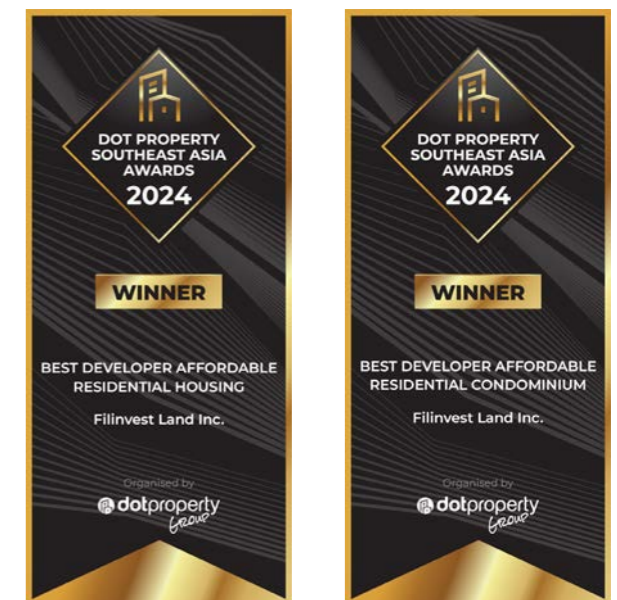 DOT PROPERTY
SOUTHEAST ASIA
AWARDS
2024
WINNER
BEST DEVELOPER AFFORDABLE
RESIDENTIAL HOUSING
Filinvest Land Inc.
Organised by
dotproperty
Group
DOT PROPERTY
SOUTHEAST ASIA
AWARDS
2024
WINNER
BEST DEVELOPER AFFORDABLE
RESIDENTIAL CONDOMINIUM
Filinvest Land Inc.
Organised by
dotproperty
Group